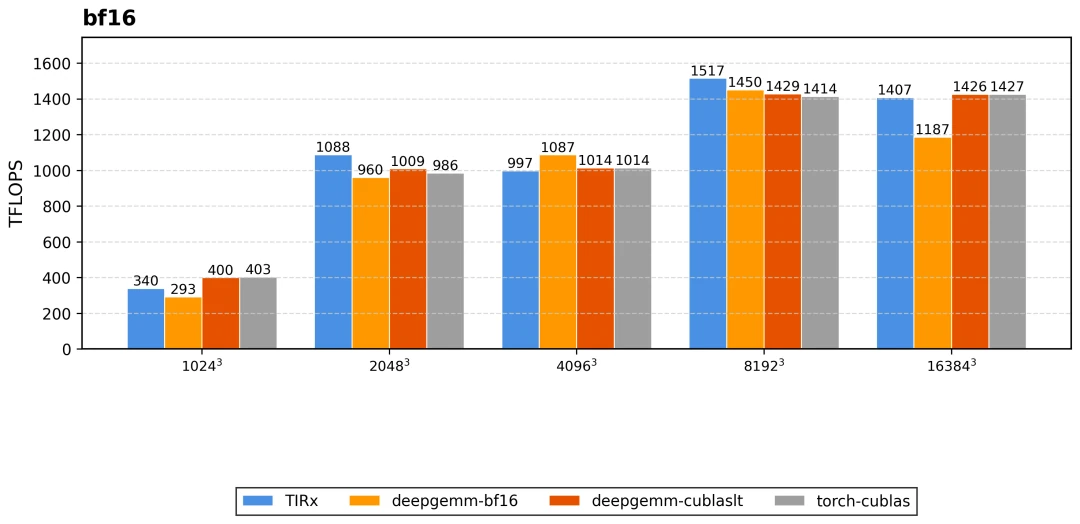 bf16
TFLOPS
1600
1400
1200
1000
800
600
400
200
0
340 293 400 403
1088 960 1009 986
997 1087 1014 1014
1517 1450 1429 1414
1407 1187 1426 1427
1024³ 2048³ 4096³ 8192³ 16384³
TIRx deepgemm-bf16 deepgemm-cublaslt torch-cublas